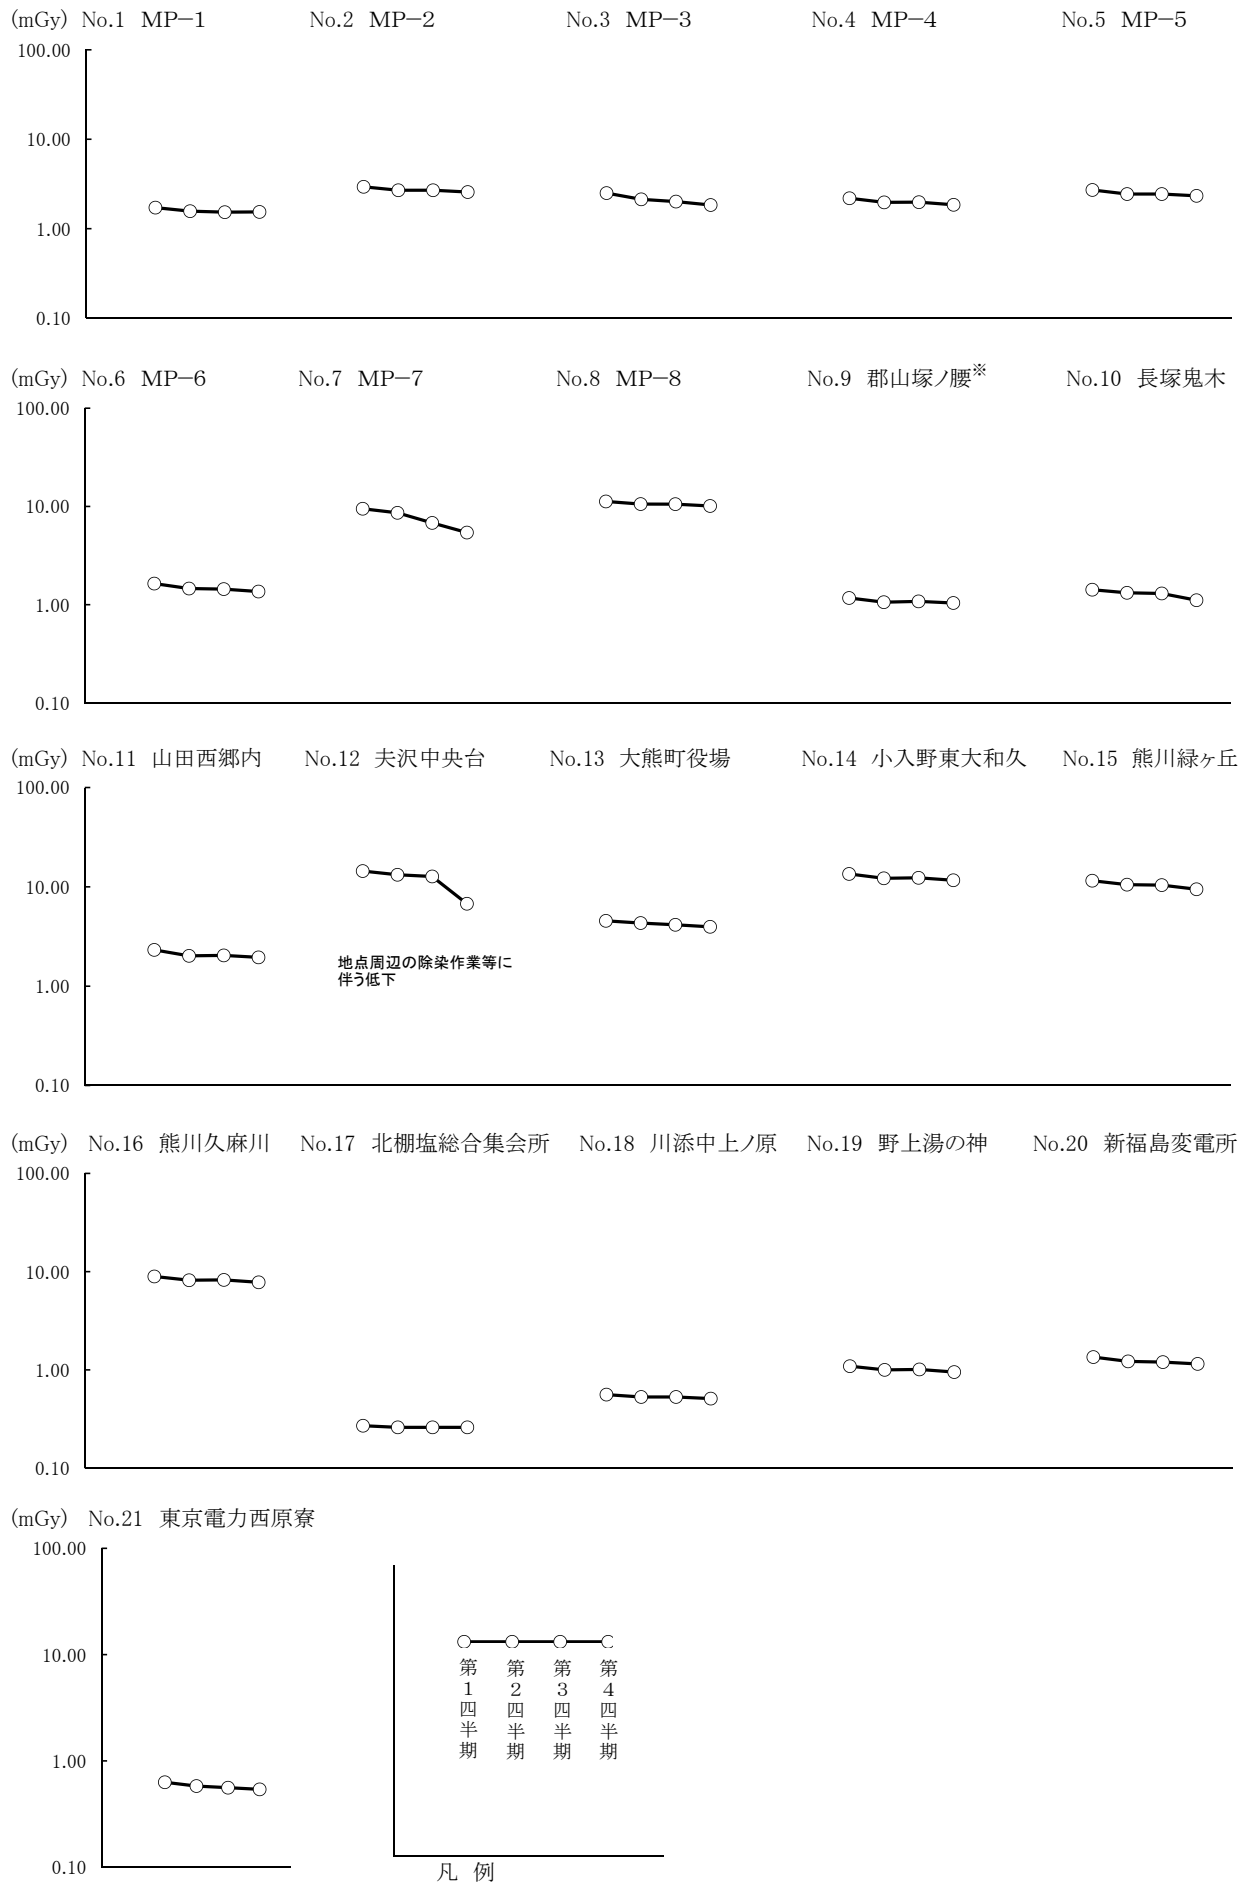 (mGy) No.1 MP−1 No.2 MP−2 No.3 MP−3 No.4 MP−4 No.5 MP−5
100.00
10.00
1.00
0.10
(mGy) No.6 MP−6 No.7 MP−7 No.8 MP−8 No.9 郡山塚ノ腰※ No.10 長塚鬼木
100.00
10.00
1.00
0.10
(mGy) No.11 山田西郷内 No.12 夫沢中央台 No.13 大熊町役場 No.14 小入野東大和久 No.15 熊川緑ヶ丘
100.00
10.00
1.00
0.10
地点周辺の除染作業等に
伴う低下
(mGy) No.16 熊川久麻川 No.17 北棚塩総合集会所 No.18 川添中上ノ原 No.19 野上湯の神 No.20 新福島変電所
100.00
10.00
1.00
0.10
(mGy) No.21 東京電力西原寮
100.00
10.00
1.00
0.10
第1四半期
第2四半期
第3四半期
第4四半期
凡 例